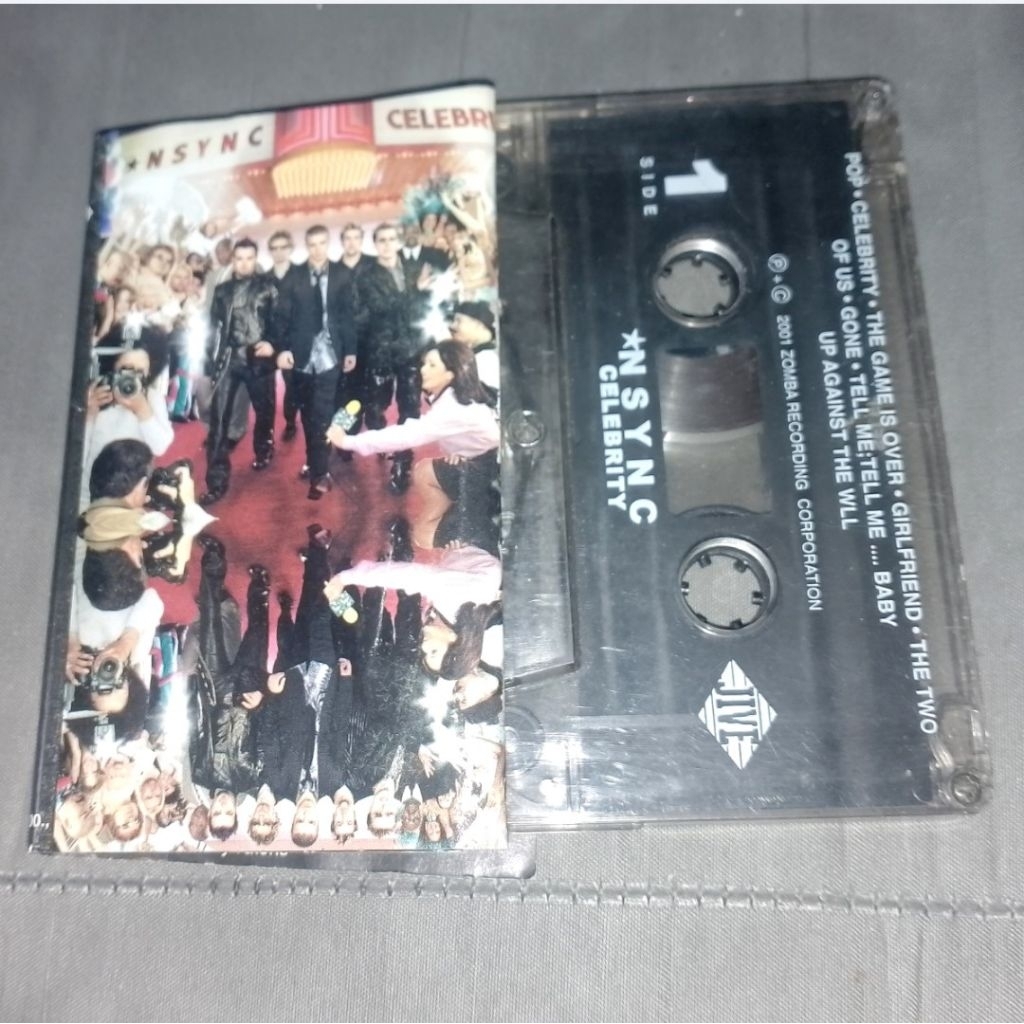 ★NSYNC
CELEBRI
1
SIDE
POP • CELEBRITY • THE GAME IS OVER • GIRLFRIEND • THE TWO
OF US • GONE • TELL ME,TELL ME .... BABY
UP AGAINST THE WLL
Ⓟ + © 2001 ZOMBA RECORDING CORPORATION
★NSYNC
CELEBRITY
JIVE